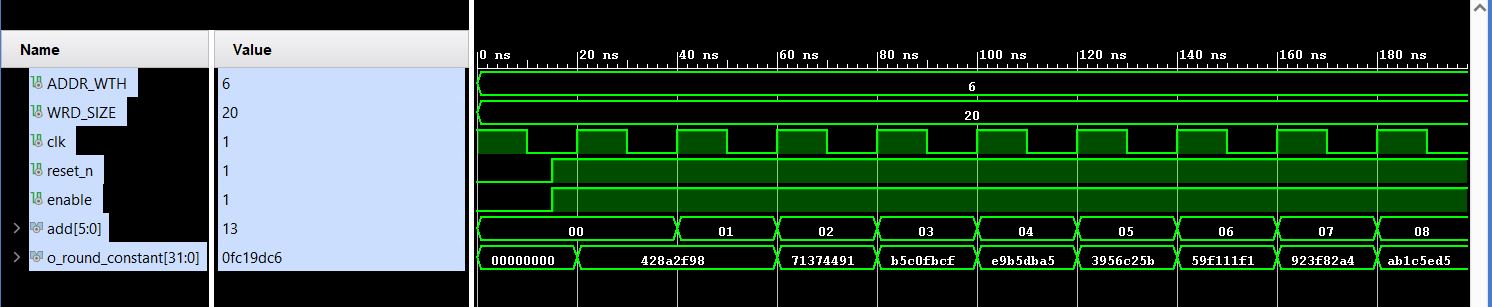 0 ns 20 ns 40 ns 60 ns 80 ns 100 ns 120 ns 140 ns 160 ns 180 ns
Name Value
ADDR_WTH 6 6
WRD_SIZE 20 20
clk 1
reset_n 1
enable 1
add[5:0] 13 00 01 02 03 04 05 06 07 08
o_round_constant[31:0] 0fc19dc6 00000000 428a2f98 71374491 b5c0fbcf e9b5dba5 3956c25b 59f111f1 923f82a4 ab1c5ed5